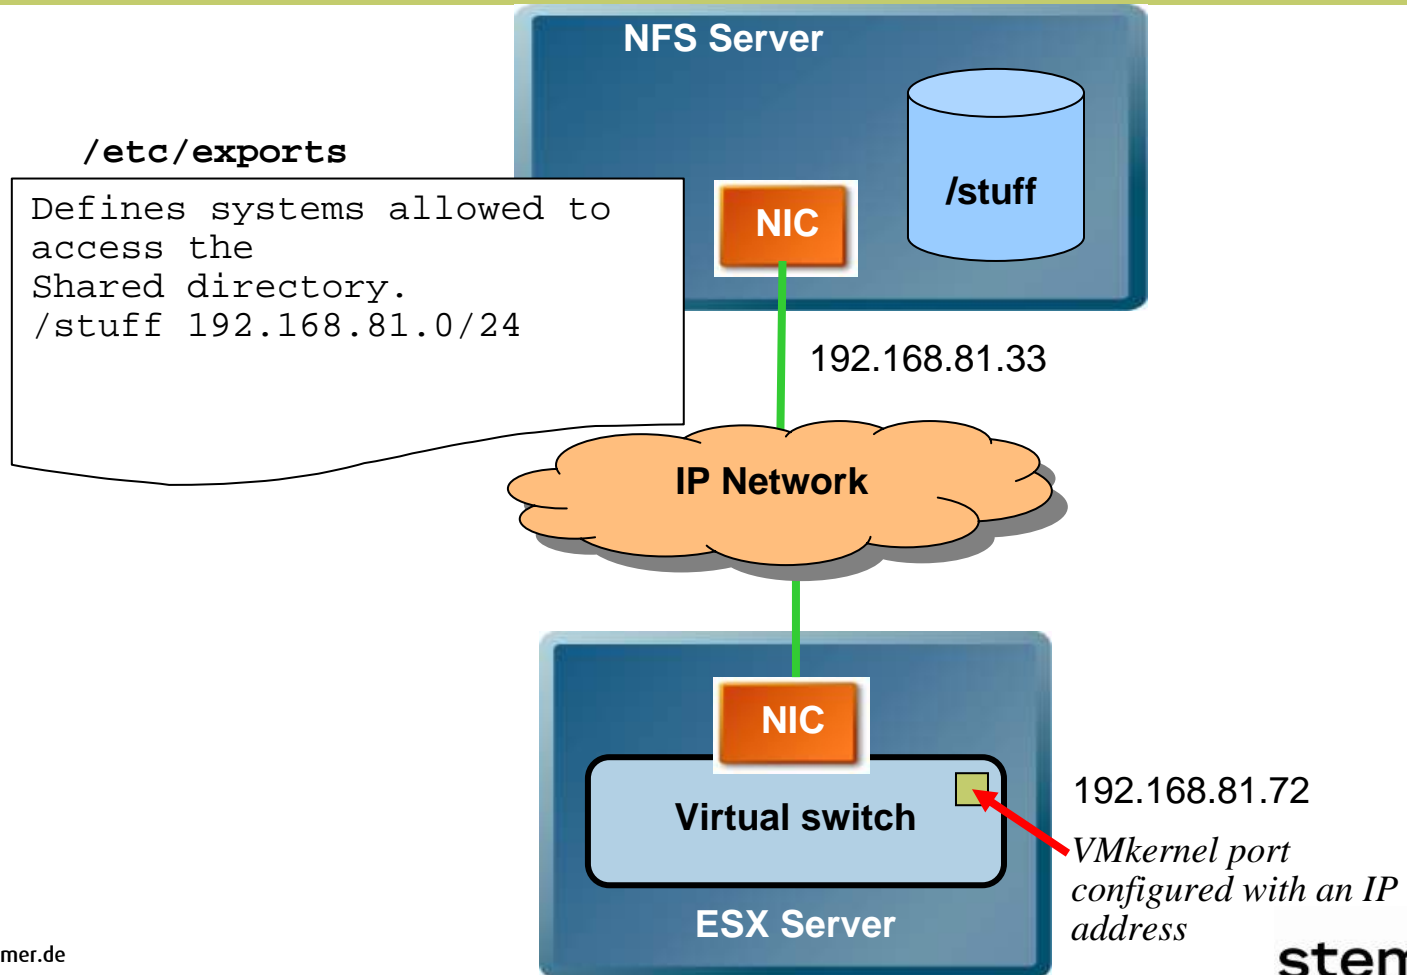 NFS Server
/etc/exports
Defines systems allowed to
access the
Shared directory.
/stuff 192.168.81.0/24
NIC
/stuff
192.168.81.33
IP Network
NIC
Virtual switch
192.168.81.72
VMkernel port
configured with an IP
address
ESX Server
mer.de
stem